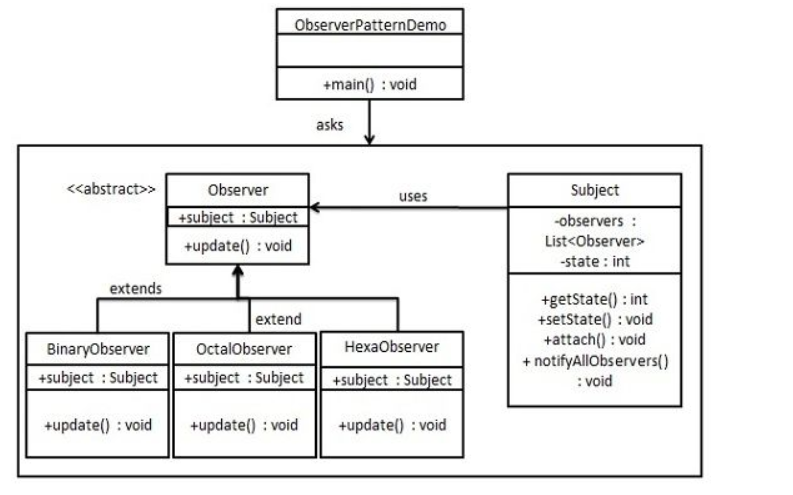 ObserverPatternDemo
+main() : void
asks
<<abstract>>
Observer
+subject : Subject
+update() : void
uses
Subject
-observers :
List<Observer>
-state : int
+getState() : int
+setState() : void
+attach() : void
+ notifyAllObservers()
: void
extends
extend
BinaryObserver
+subject : Subject
+update() : void
OctalObserver
+subject : Subject
+update() : void
HexaObserver
+subject : Subject
+update() : void